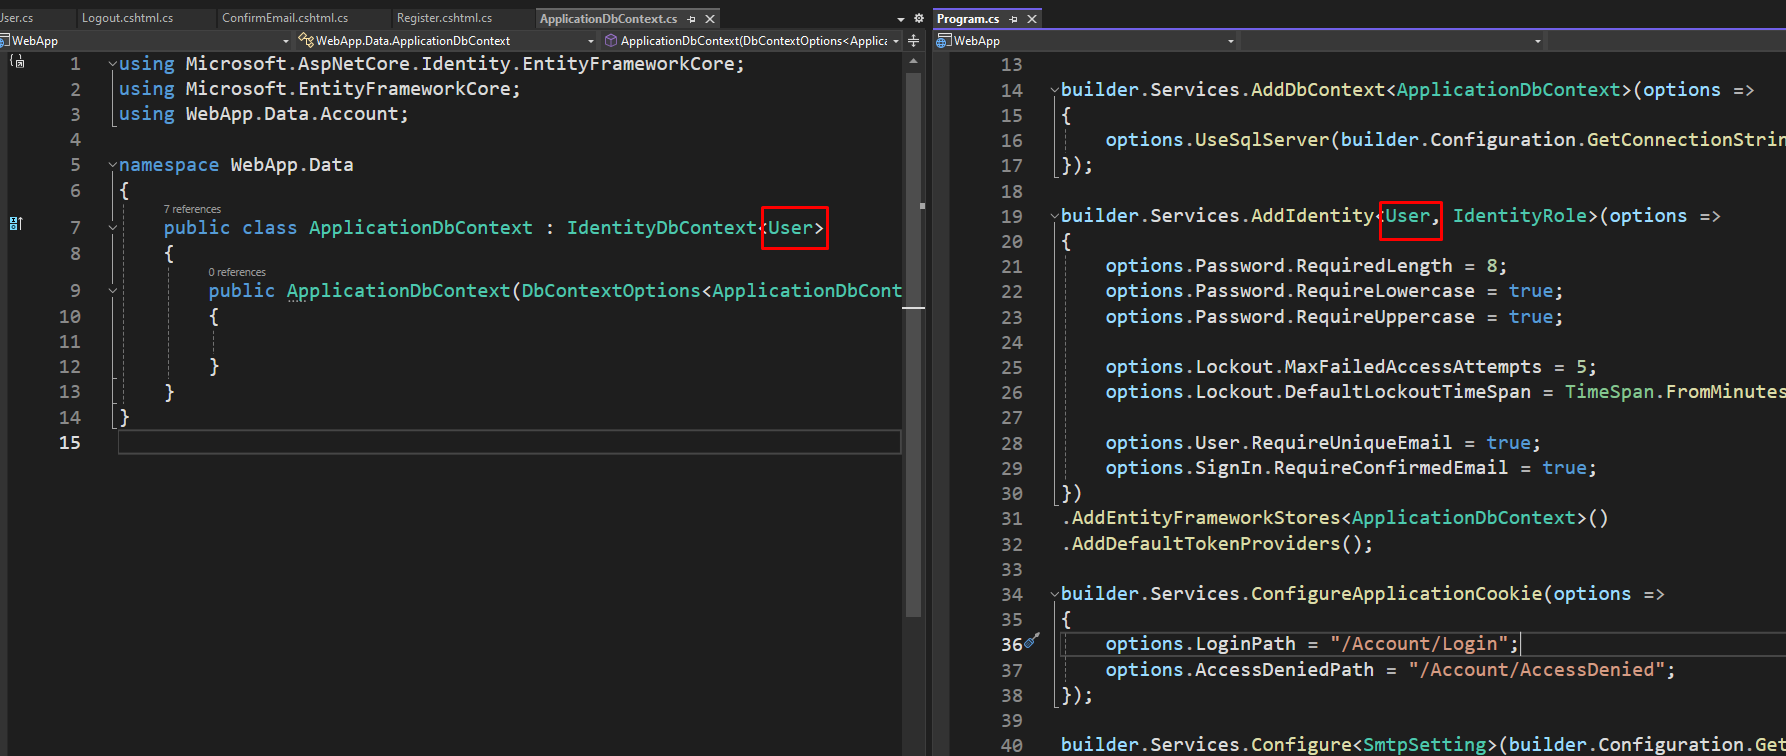 User.cs
Logout.cshtml.cs
ConfirmEmail.cshtml.cs
Register.cshtml.cs
ApplicationDbContext.cs
WebApp
WebApp.Data.ApplicationDbContext
ApplicationDbContext(DbContextOptions<Applica
1 using Microsoft.AspNetCore.Identity.EntityFrameworkCore;
2 using Microsoft.EntityFrameworkCore;
3 using WebApp.Data.Account;
4
5 namespace WebApp.Data
6 {
7 references
7 public class ApplicationDbContext : IdentityDbContext<User>
8 {
0 references
9 public ApplicationDbContext(DbContextOptions<ApplicationDbCont
10 {
11
12 }
13 }
14 }
15
Program.cs
WebApp
13
14 builder.Services.AddDbContext<ApplicationDbContext>(options =>
15 {
16 options.UseSqlServer(builder.Configuration.GetConnectionStrin
17 });
18
19 builder.Services.AddIdentity<User, IdentityRole>(options =>
20 {
21 options.Password.RequiredLength = 8;
22 options.Password.RequireLowercase = true;
23 options.Password.RequireUppercase = true;
24
25 options.Lockout.MaxFailedAccessAttempts = 5;
26 options.Lockout.DefaultLockoutTimeSpan = TimeSpan.FromMinutes
27
28 options.User.RequireUniqueEmail = true;
29 options.SignIn.RequireConfirmedEmail = true;
30 })
31 .AddEntityFrameworkStores<ApplicationDbContext>()
32 .AddDefaultTokenProviders();
33
34 builder.Services.ConfigureApplicationCookie(options =>
35 {
36 options.LoginPath = "/Account/Login";
37 options.AccessDeniedPath = "/Account/AccessDenied";
38 });
39
40 builder.Services.Configure<SmtpSetting>(builder.Configuration.Get